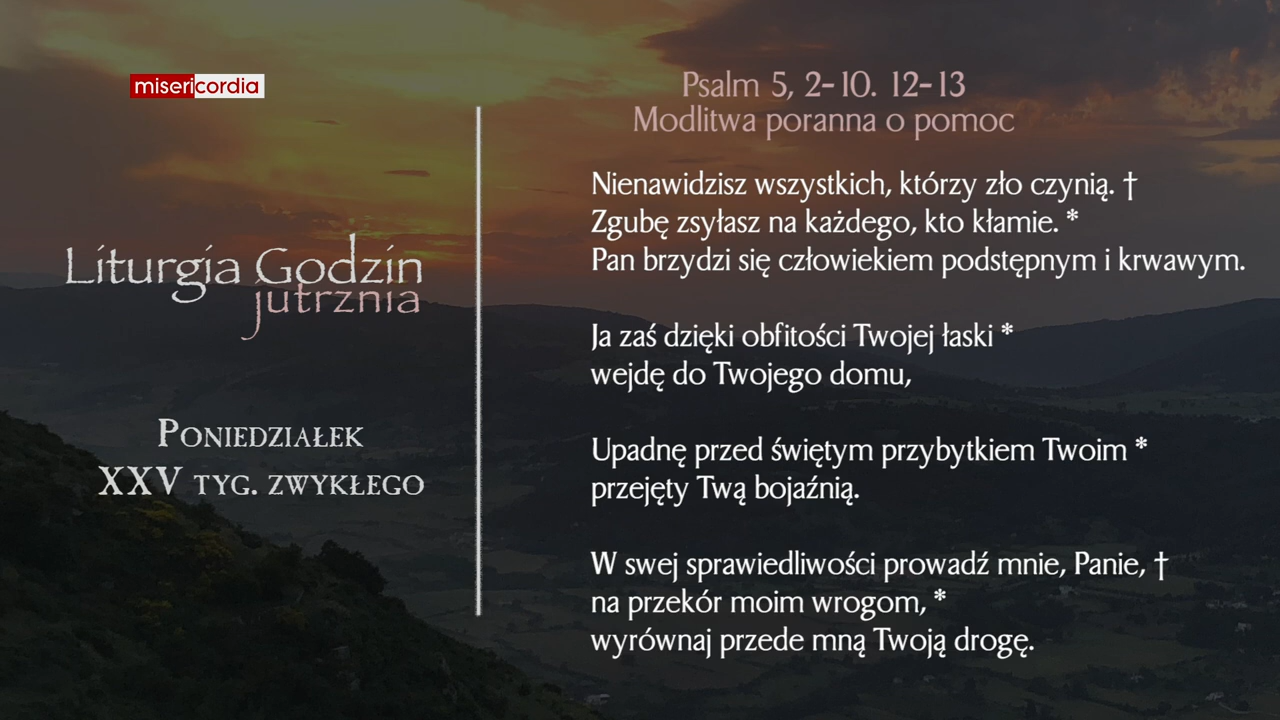 misericordia
Liturgia Godzin
jutrznia
Poniedziałek
XXV tyg. zwykłego
Psalm 5, 2-10. 12-13
Modlitwa poranna o pomoc
Nienawidzisz wszystkich, którzy zło czynią. †
Zgubę zsyłasz na każdego, kto kłamie. *
Pan brzydzi się człowiekiem podstępnym i krwawym.
Ja zaś dzięki obfitości Twojej łaski *
wejdę do Twojego domu,
Upadnę przed świętym przybytkiem Twoim *
przejęty Twą bojaźnią.
W swej sprawiedliwości prowadź mnie, Panie, †
na przekór moim wrogom, *
wyrównaj przede mną Twoją drogę.